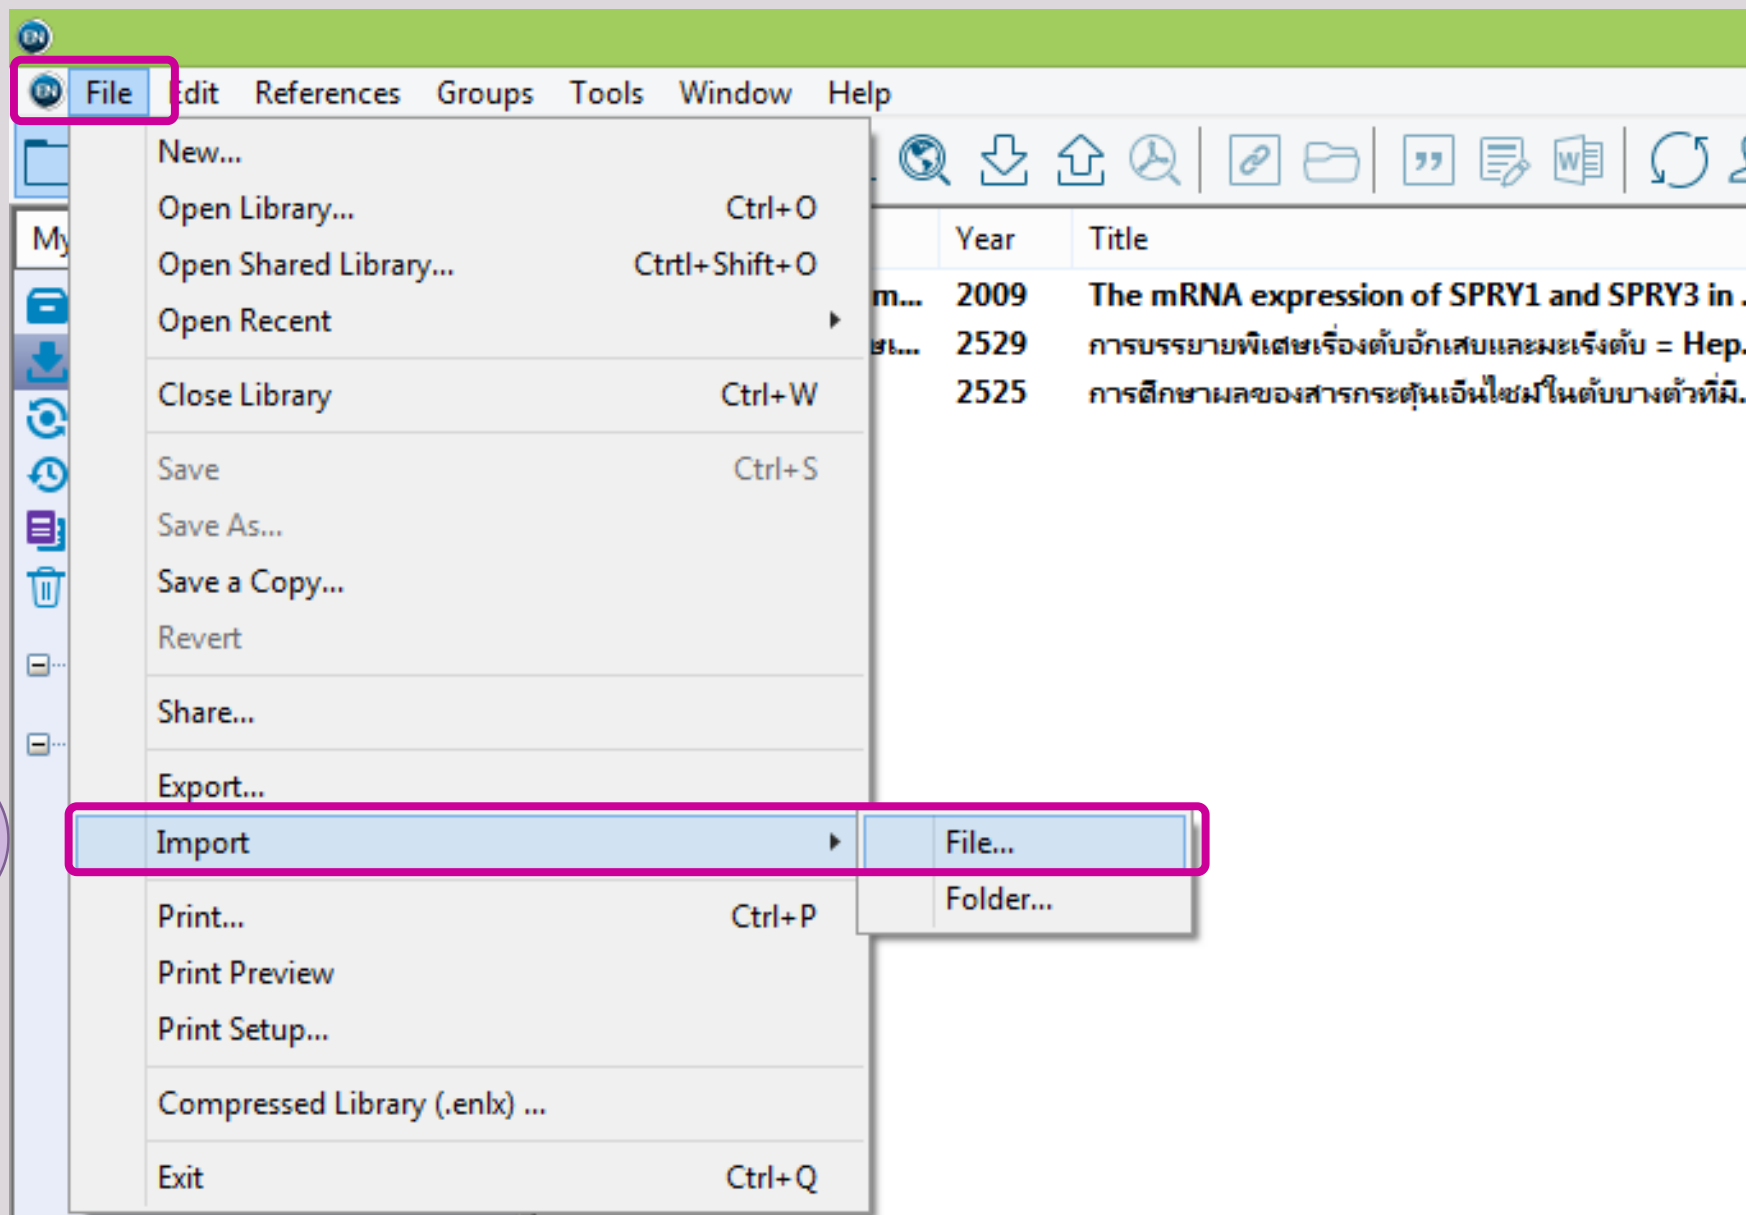 EN
EN File Edit References Groups Tools Window Help
New...
Open Library... Ctrl+O
Open Shared Library... Ctrtl+Shift+O
Open Recent
Close Library Ctrl+W
Save Ctrl+S
Save As...
Save a Copy...
Revert
Share...
Export...
Import
File...
Folder...
Print... Ctrl+P
Print Preview
Print Setup...
Compressed Library (.enlx) ...
Exit Ctrl+Q
My
Year Title
m... 2009 The mRNA expression of SPRY1 and SPRY3 in .
ษเ... 2529 การบรรยายพิเศษเรื่องตับอักเสบและมะเร็งตับ = Hep.
2525 การศึกษาผลของสารกระตุ้นเอ็นไซม์ในตับบางตัวที่มี.
W